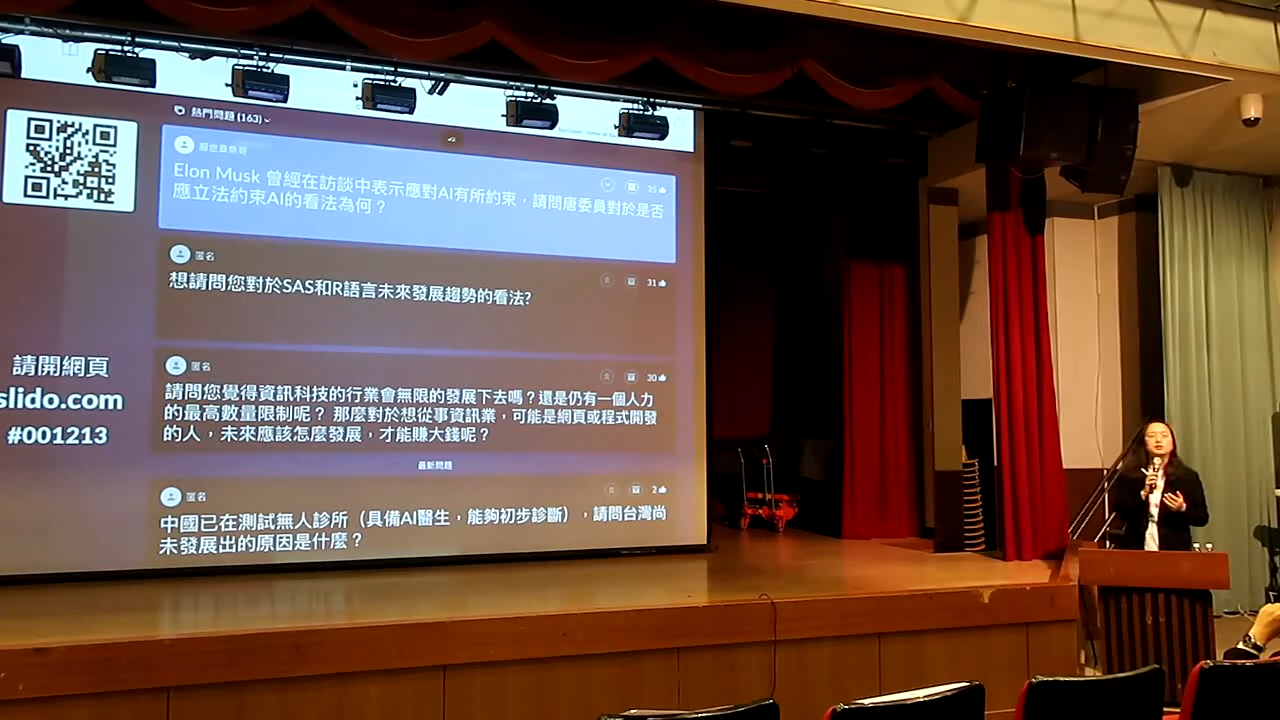 熱門問題 (163)
Elon Musk 曾經在訪談中表示應對AI有所約束，請問唐委員對於是否
應立法約束AI的看法為何？
35
匿名
想請問您對於SAS和R語言未來發展趨勢的看法?
31
匿名
請問您覺得資訊科技的行業會無限的發展下去嗎？還是仍有一個人力
的最高數量限制呢？ 那麼對於想從事資訊業，可能是網頁或程式開發
的人，未來應該怎麼發展，才能賺大錢呢？
30
最新問題
匿名
中國已在測試無人診所（具備AI醫生，能夠初步診斷），請問台灣尚
未發展出的原因是什麼？
2
請開網頁
slido.com
#001213